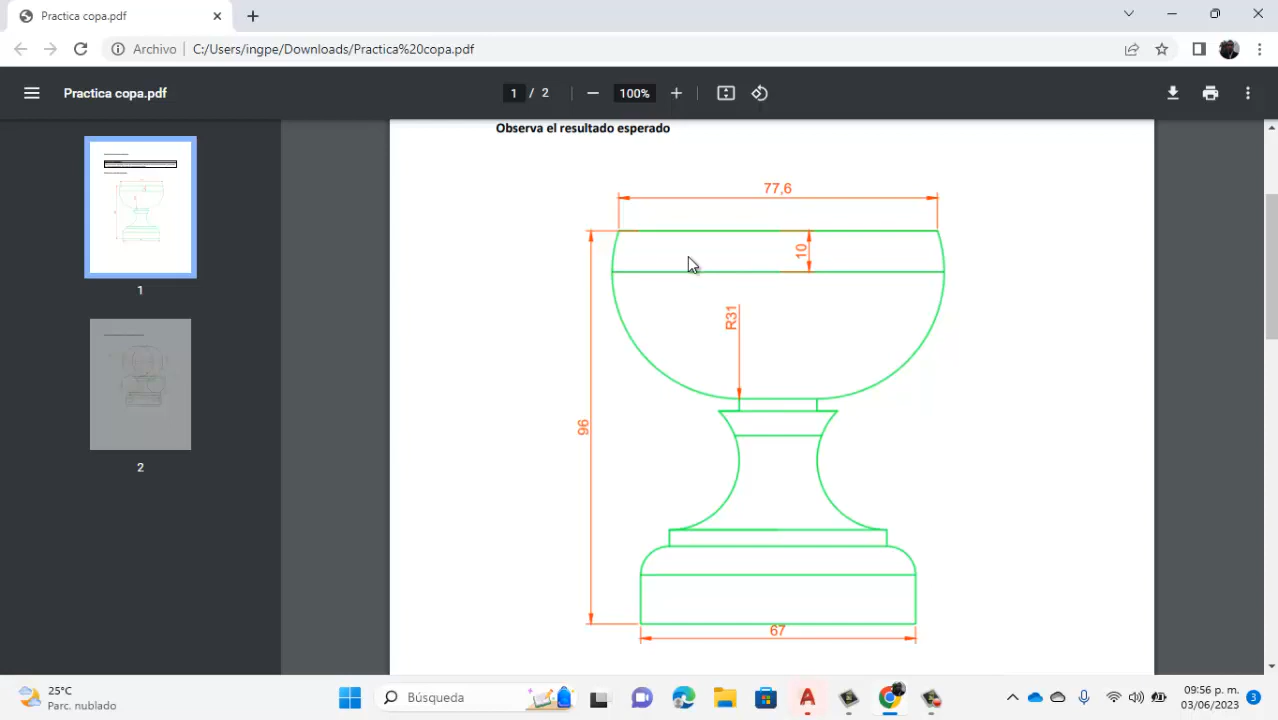 Practica copa.pdf
Archivo
C:/Users/ingpe/Downloads/Practica%20copa.pdf
Practica copa.pdf
1 / 2
100%
Observa el resultado esperado
77,6
10
R31
96
67
1
2
25°C
Parc. nublado
Búsqueda
09:56 p. m.
03/06/2023
3